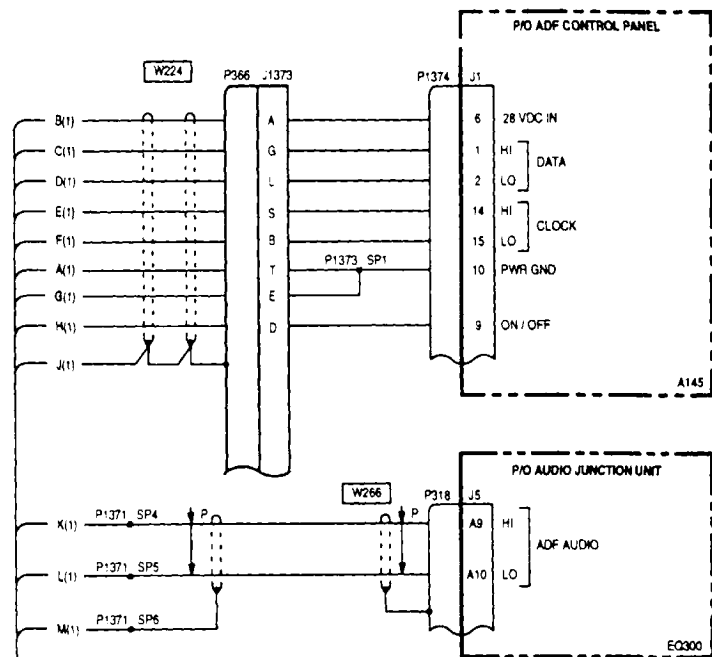 P/O ADF CONTROL PANEL
W224
P366 J1373
P1374 J1
B(1) A 6 28 VDC IN
C(1) G 1 HI
DATA
D(1) L 2 LO
E(1) S 14 HI
CLOCK
F(1) B 15 LO
P1373 SP1
A(1) T 10 PWR GND
G(1) E
H(1) D 9 ON / OFF
J(1)
A145
P/O AUDIO JUNCTION UNIT
W266
P318 J5
P1371 SP4 P P
K(1) A9 HI
ADF AUDIO
P1371 SP5
L(1) A10 LO
P1371 SP6
M(1)
EQ300